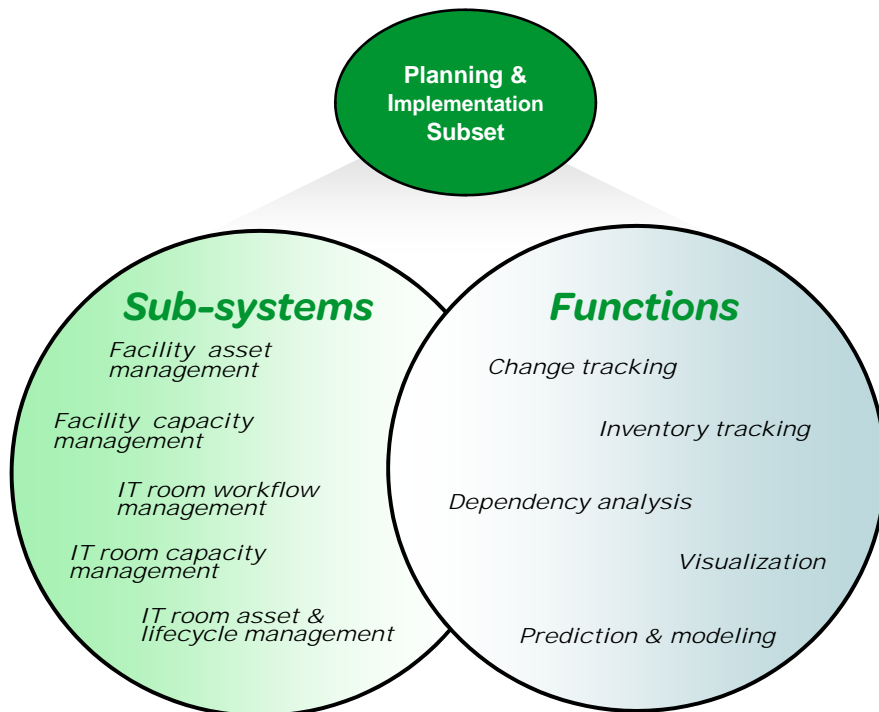 Planning &
Implementation
Subset
Sub-systems
Facility asset
management
Facility capacity
management
IT room workflow
management
IT room capacity
management
IT room asset &
lifecycle management
Functions
Change tracking
Inventory tracking
Dependency analysis
Visualization
Prediction & modeling